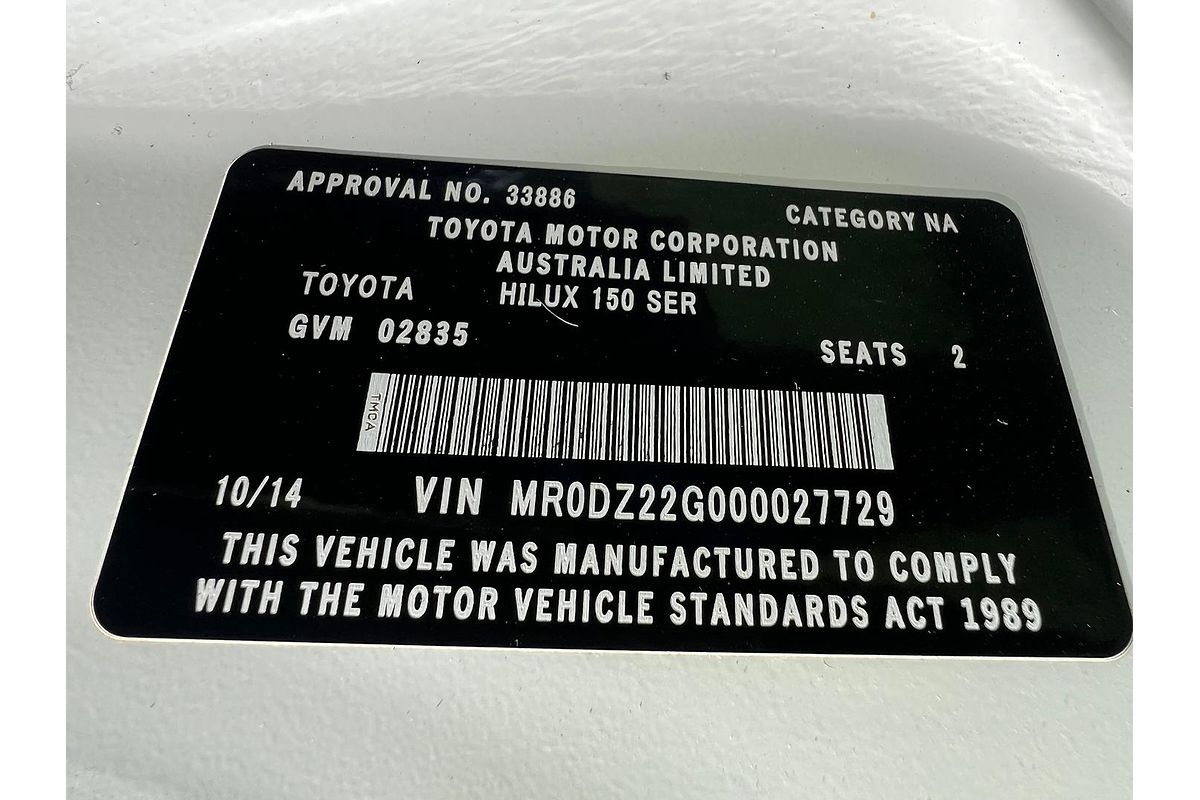 APPROVAL NO. 33886 CATEGORY NA
TOYOTA MOTOR CORPORATION
AUSTRALIA LIMITED
TOYOTA HILUX 150 SER
GVM 02835 SEATS 2
TMCA
10/14 VIN MR0DZ22G000027729
THIS VEHICLE WAS MANUFACTURED TO COMPLY
WITH THE MOTOR VEHICLE STANDARDS ACT 1989